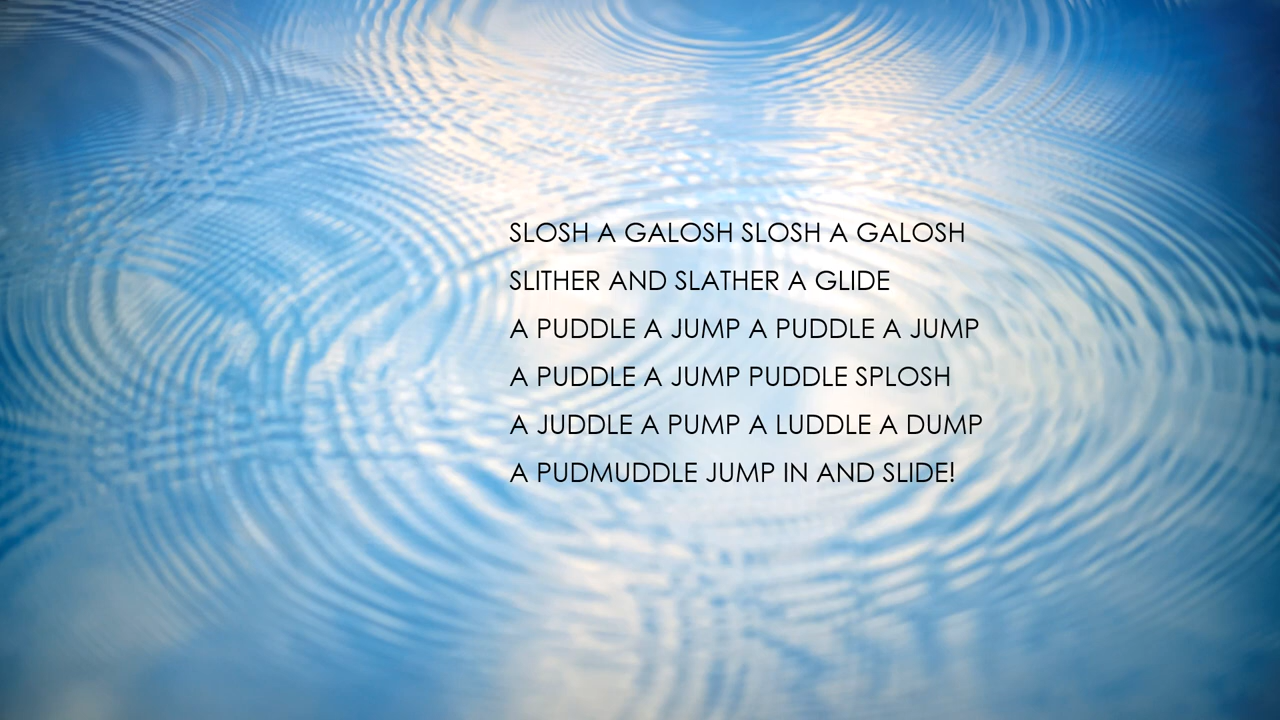 SLOSH A GALOSH SLOSH A GALOSH
SLITHER AND SLATHER A GLIDE
A PUDDLE A JUMP A PUDDLE A JUMP
A PUDDLE A JUMP PUDDLE SPLOSH
A JUDDLE A PUMP A LUDDLE A DUMP
A PUDMUDDLE JUMP IN AND SLIDE!